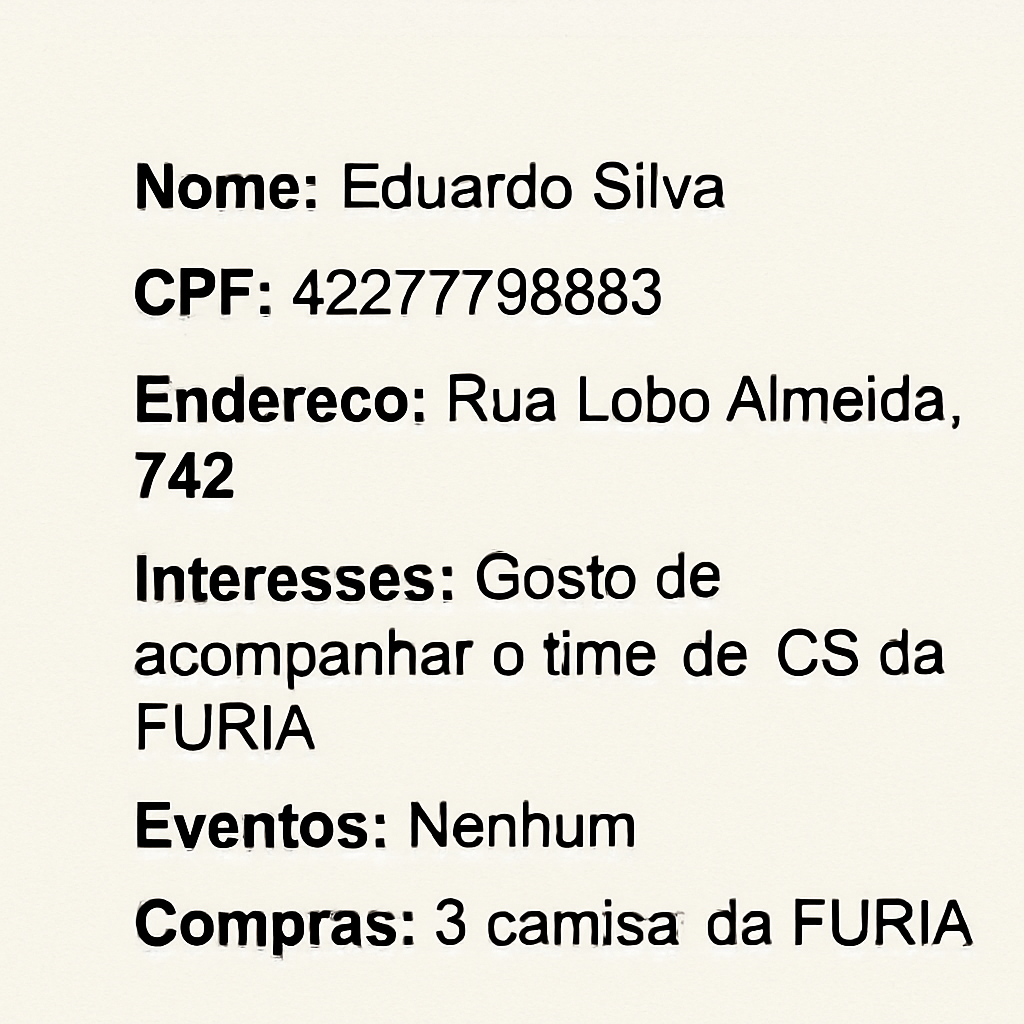 Nome: Eduardo Silva
CPF: 42277798883
Endereco: Rua Lobo Almeida,
742
Interesses: Gosto de
acompanhar o time de CS da
FURIA
Eventos: Nenhum
Compras: 3 camisa da FURIA